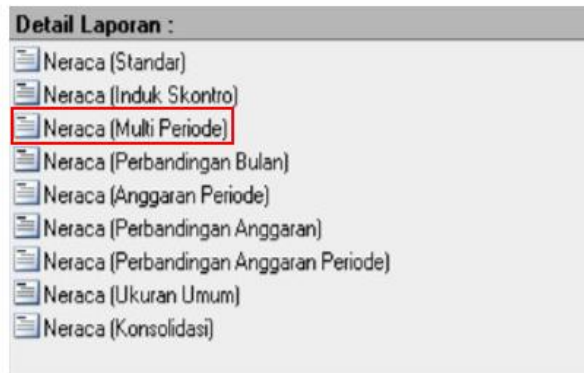 Detail Laporan :
Neraca (Standar)
Neraca (Induk Skontro)
Neraca (Multi Periode)
Neraca (Perbandingan Bulan)
Neraca (Anggaran Periode)
Neraca (Perbandingan Anggaran)
Neraca (Perbandingan Anggaran Periode)
Neraca (Ukuran Umum)
Neraca (Konsolidasi)